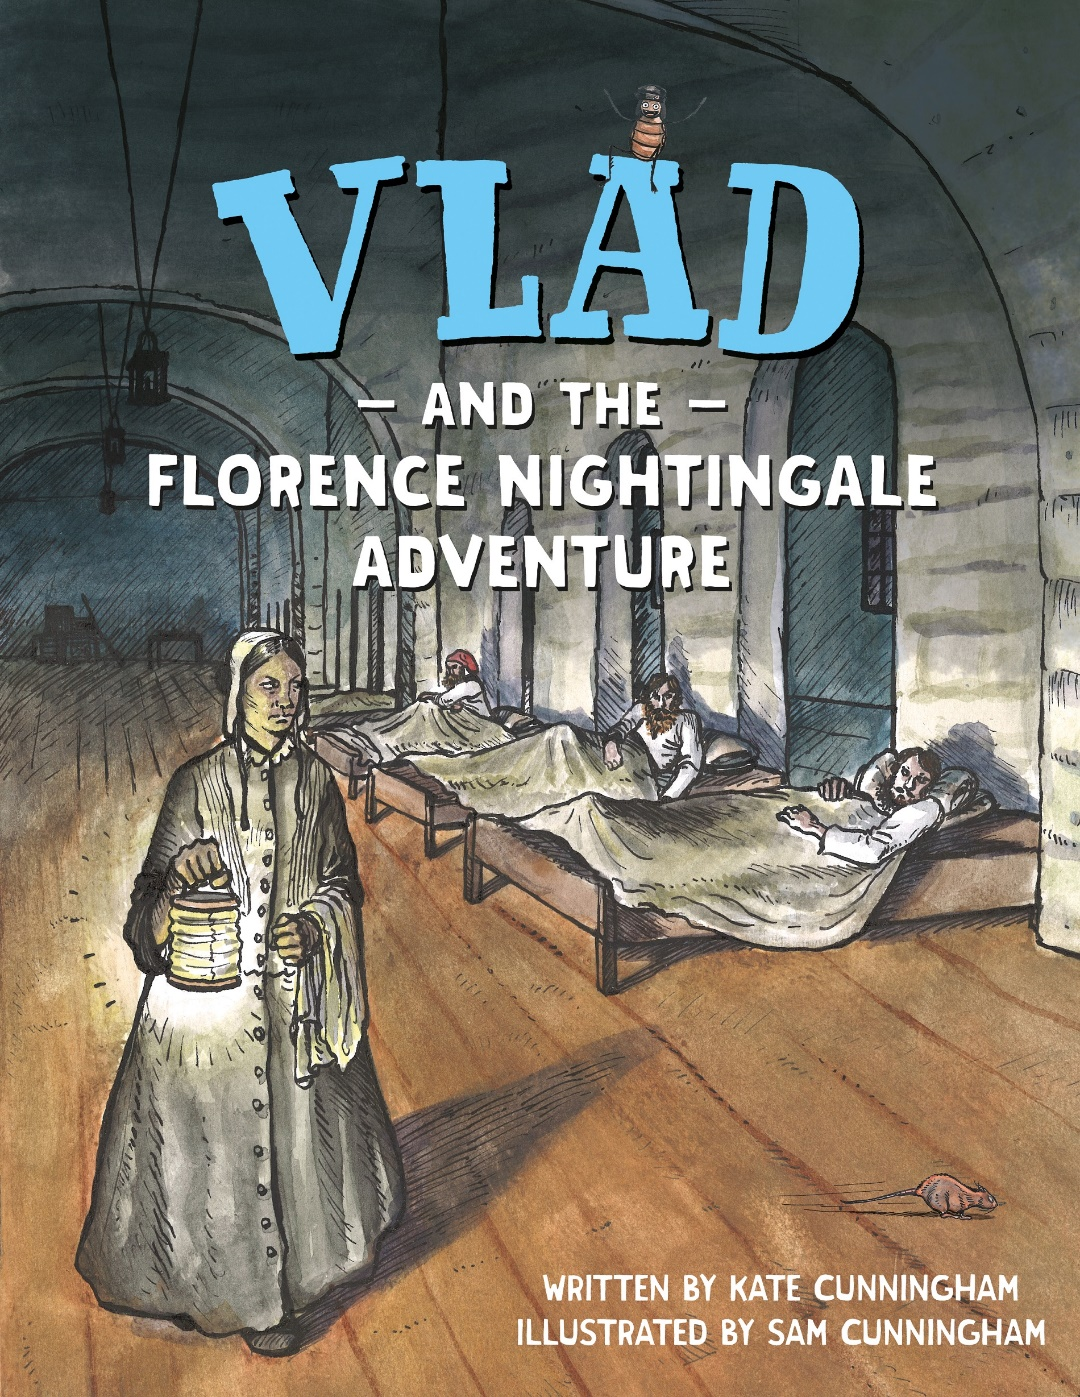 VLAD
– AND THE –
FLORENCE NIGHTINGALE
ADVENTURE
WRITTEN BY KATE CUNNINGHAM
ILLUSTRATED BY SAM CUNNINGHAM